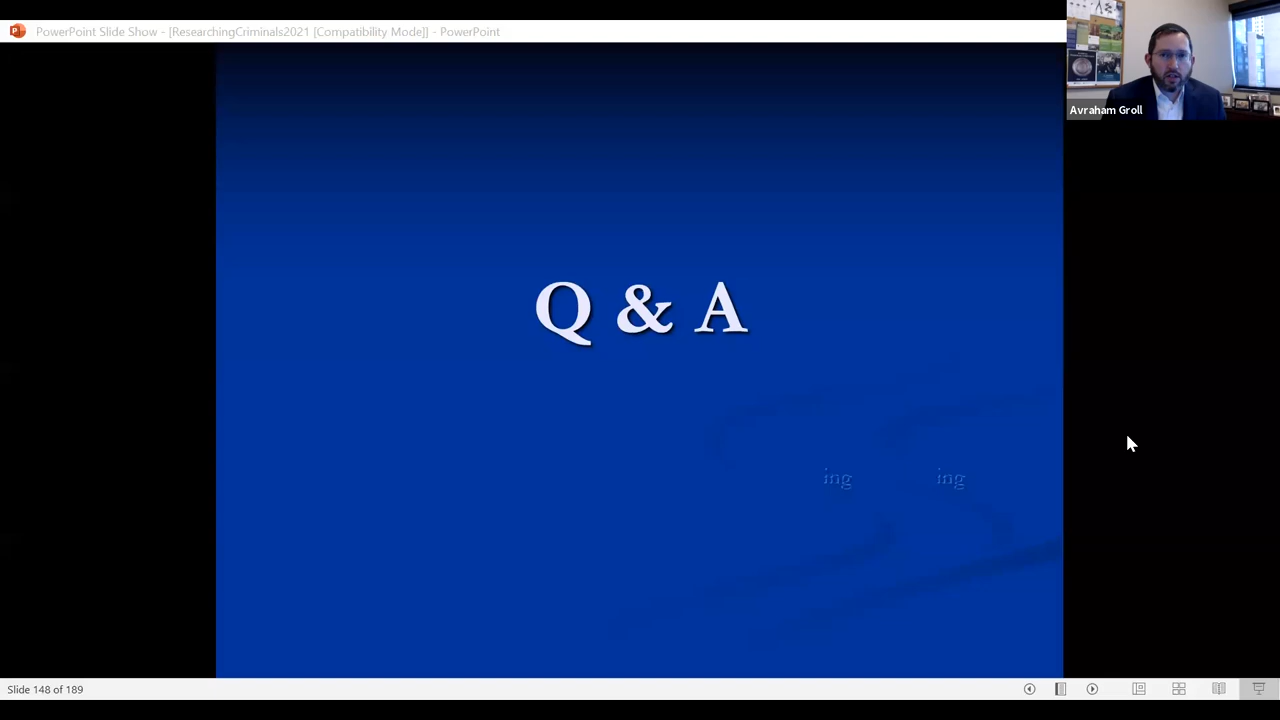 PowerPoint Slide Show - [ResearchingCriminals2021 [Compatibility Mode]] - PowerPoint
Avraham Groll
Q & A
ing ing
Slide 148 of 189